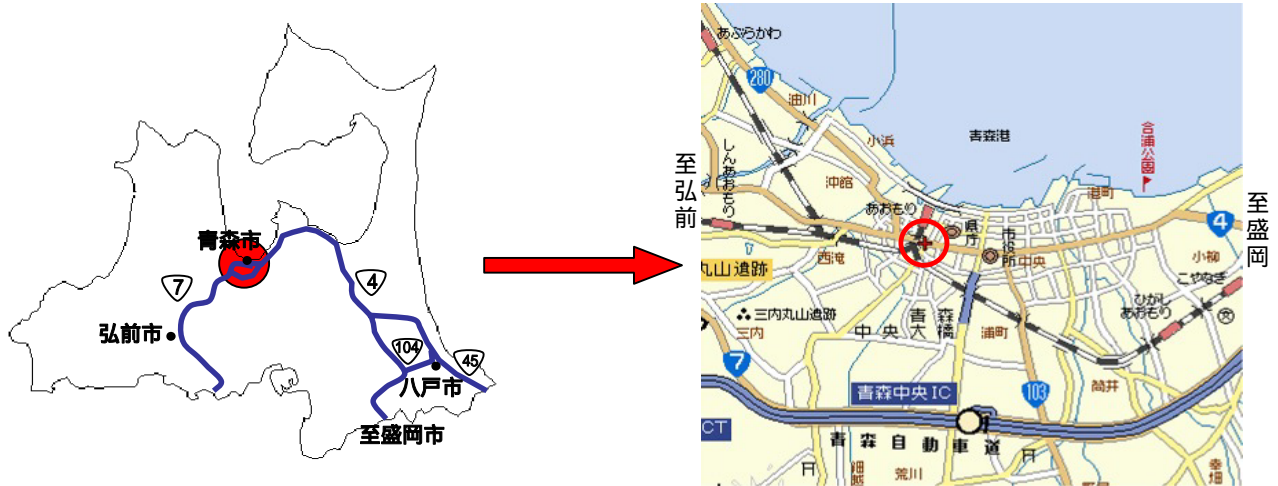 青森市
7
4
弘前市
104
45
八戸市
至盛岡市
至弘前
あぶらかわ
280
油川
小浜
青森港
合浦公園
しんあおもり
沖館
港町
あおもり
県庁
市役所
中央
4
至盛岡
小柳
こやなぎ
西滝
丸山遺跡
ひがし
あおもり
三内丸山遺跡
三内
青森
中央大橋
浦町
文
7
103
筒井
青森中央IC
CT
1
青森自動車道
細越
荒川
幸畑